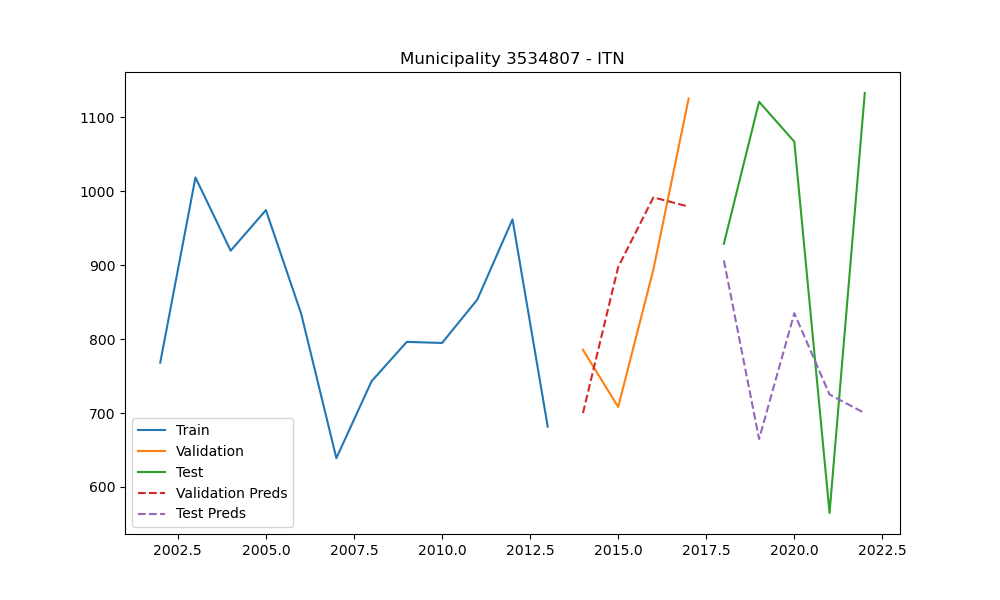 Municipality 3534807 - ITN
1100
1000
900
800
700
600
Train
Validation
Test
Validation Preds
Test Preds
2002.5 2005.0 2007.5 2010.0 2012.5 2015.0 2017.5 2020.0 2022.5